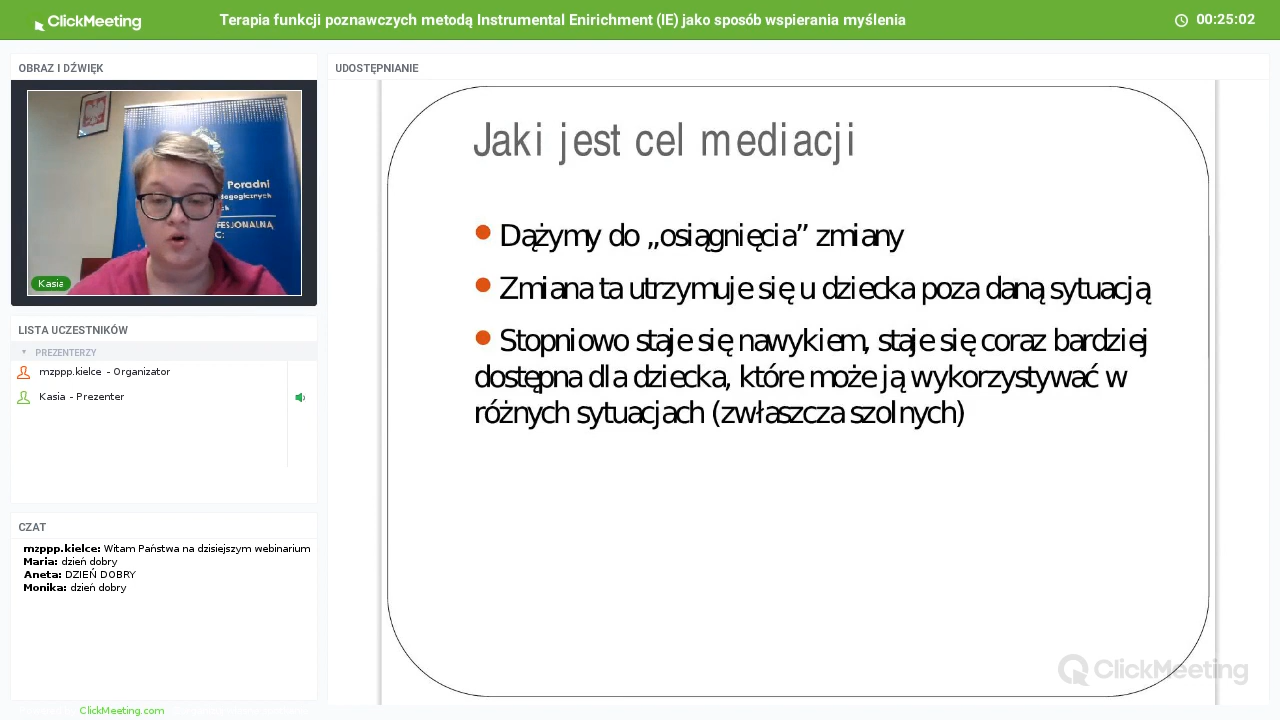 ClickMeeting
Terapia funkcji poznawczych metodą Instrumental Enirichment (IE) jako sposób wspierania myślenia
00:25:02
OBRAZ I DŹWIĘK
Poradni
Kasia
LISTA UCZESTNIKÓW
PREZENTERZY
mzppp.kielce - Organizator
Kasia - Prezenter
CZAT
mzppp.kielce: Witam Państwa na dzisiejszym webinarium
Maria: dzień dobry
Aneta: DZIEŃ DOBRY
Monika: dzień dobry
ClickMeeting.com
UDOSTĘPNIANIE
Jaki jest cel mediacji
Dążymy do „osiągnięcia” zmiany
Zmiana ta utrzymuje się u dziecka poza daną sytuacją
Stopniowo staje się nawykiem, staje się coraz bardziej
dostępna dla dziecka, które może ją wykorzystywać w
różnych sytuacjach (zwłaszcza szolnych)
ClickMeeting